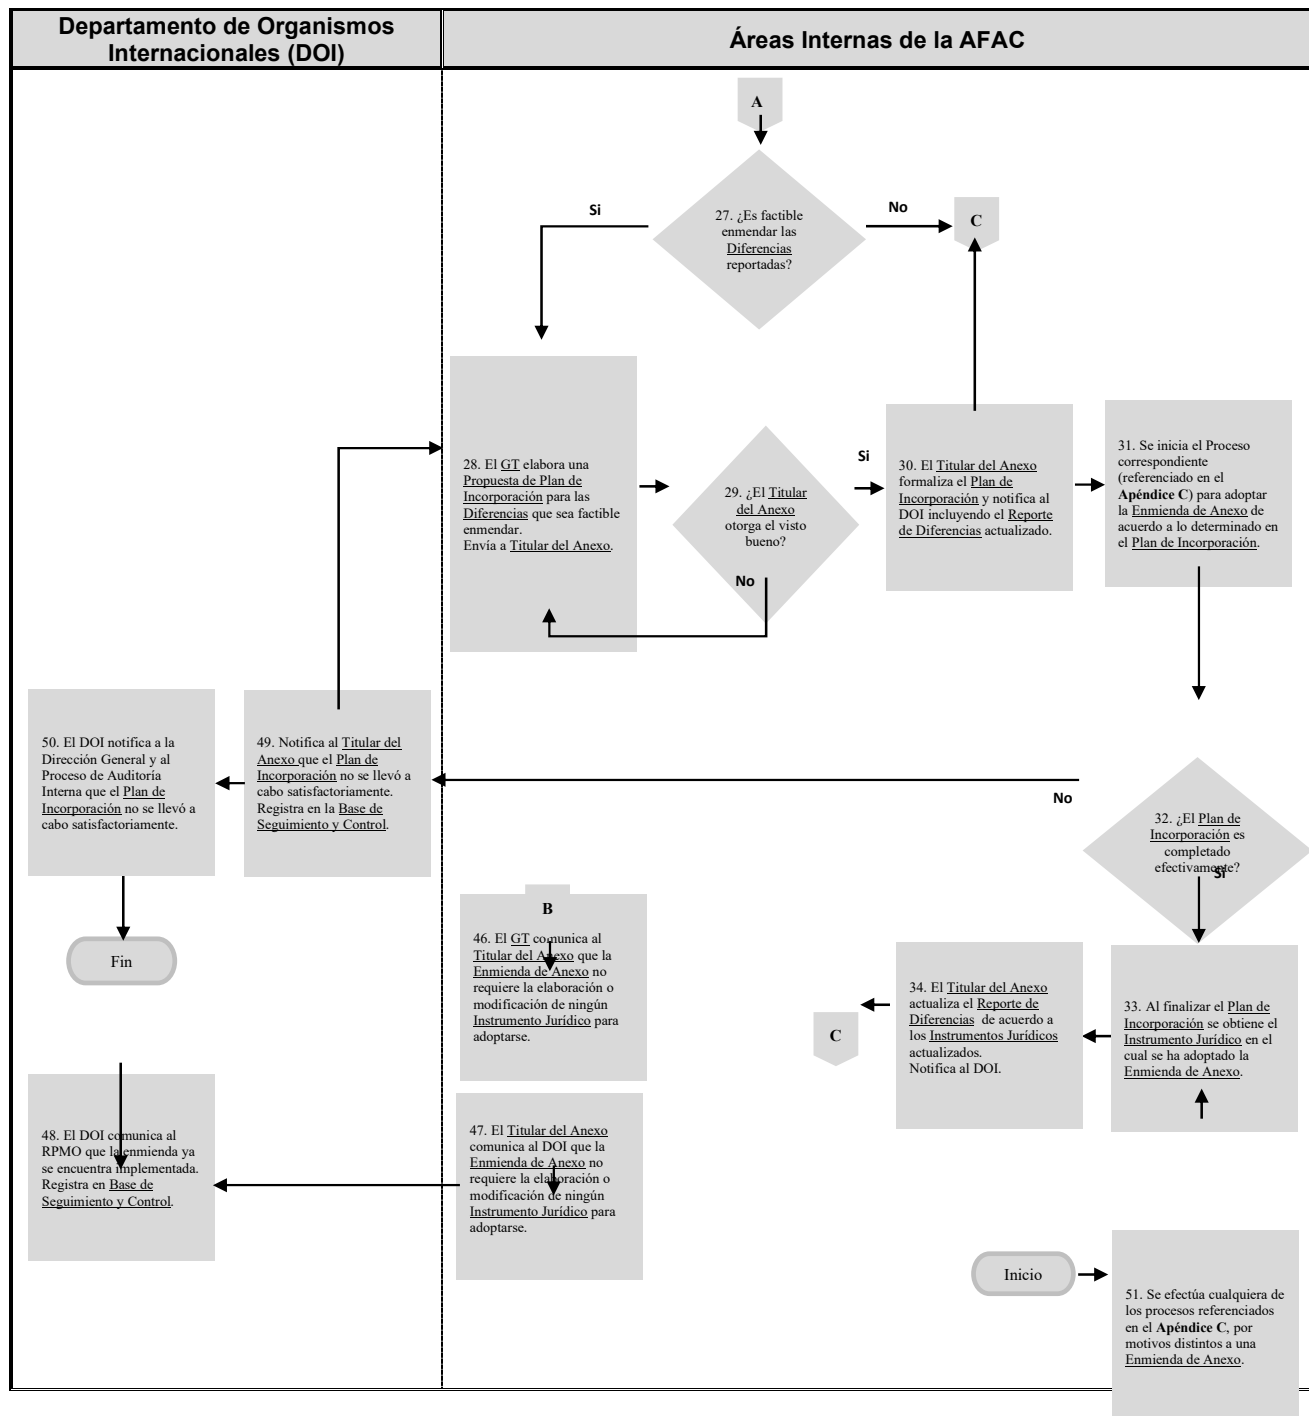 Departamento de Organismos
Internacionales (DOI)
Áreas Internas de la AFAC
A
27. ¿Es factible
enmendar las
Diferencias
reportadas?
Si
No
C
28. El GT elabora una
Propuesta de Plan de
Incorporación para las
Diferencias que sea factible
enmendar.
Envía a Titular del Anexo.
29. ¿El Titular
del Anexo
otorga el visto
bueno?
Si
No
30. El Titular del Anexo
formaliza el Plan de
Incorporación y notifica al
DOI incluyendo el Reporte
de Diferencias actualizado.
31. Se inicia el Proceso
correspondiente
(referenciado en el
Apéndice C) para adoptar
la Enmienda de Anexo de
acuerdo a lo determinado en
el Plan de Incorporación.
50. El DOI notifica a la
Dirección General y al
Proceso de Auditoría
Interna que el Plan de
Incorporación no se llevó a
cabo satisfactoriamente.
49. Notifica al Titular del
Anexo que el Plan de
Incorporación no se llevó a
cabo satisfactoriamente.
Registra en la Base de
Seguimiento y Control.
No
32. ¿El Plan de
Incorporación es
completado
efectivamente?
Si
Fin
B
46. El GT comunica al
Titular del Anexo que la
Enmienda de Anexo no
requiere la elaboración o
modificación de ningún
Instrumento Jurídico para
adoptarse.
C
34. El Titular del Anexo
actualiza el Reporte de
Diferencias de acuerdo a
los Instrumentos Jurídicos
actualizados.
Notifica al DOI.
33. Al finalizar el Plan de
Incorporación se obtiene el
Instrumento Jurídico en el
cual se ha adoptado la
Enmienda de Anexo.
48. El DOI comunica al
RPMO que la enmienda ya
se encuentra implementada.
Registra en Base de
Seguimiento y Control.
47. El Titular del Anexo
comunica al DOI que la
Enmienda de Anexo no
requiere la elaboración o
modificación de ningún
Instrumento Jurídico para
adoptarse.
Inicio
51. Se efectúa cualquiera de
los procesos referenciados
en el Apéndice C, por
motivos distintos a una
Enmienda de Anexo.